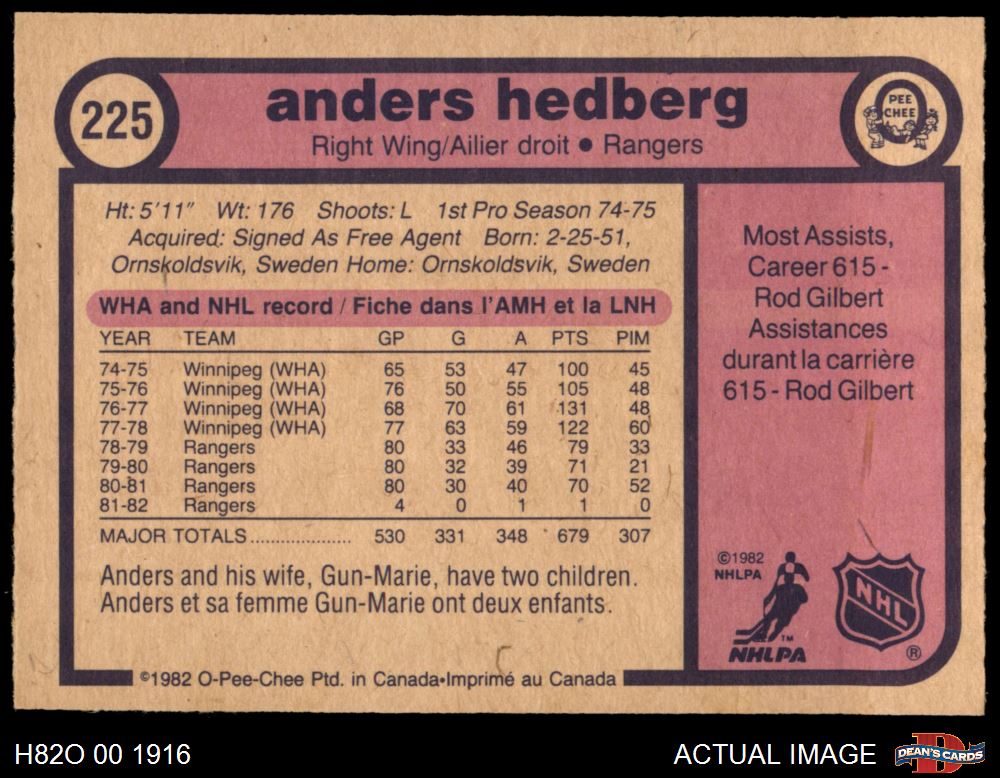 225
anders hedberg
Right Wing/Ailier droit ● Rangers
PEE
CHEE
Ht: 5'11" Wt: 176 Shoots: L 1st Pro Season 74-75
Acquired: Signed As Free Agent Born: 2-25-51,
Ornskoldsvik, Sweden Home: Ornskoldsvik, Sweden
WHA and NHL record / Fiche dans l'AMH et la LNH
YEAR TEAM GP G A PTS PIM
74-75 Winnipeg (WHA) 65 53 47 100 45
75-76 Winnipeg (WHA) 76 50 55 105 48
76-77 Winnipeg (WHA) 68 70 61 131 48
77-78 Winnipeg (WHA) 77 63 59 122 60
78-79 Rangers 80 33 46 79 33
79-80 Rangers 80 32 39 71 21
80-81 Rangers 80 30 40 70 52
81-82 Rangers 4 0 1 1 0
MAJOR TOTALS................... 530 331 348 679 307
Anders and his wife, Gun-Marie, have two children.
Anders et sa femme Gun-Marie ont deux enfants.
Most Assists,
Career 615 -
Rod Gilbert
Assistances
durant la carrière
615 - Rod Gilbert
©1982
NHLPA
TM
NHLPA
NHL
®
©1982 O-Pee-Chee Ptd. in Canada•Imprimé au Canada
H82O 00 1916
ACTUAL IMAGE
D
DEAN'S CARDS